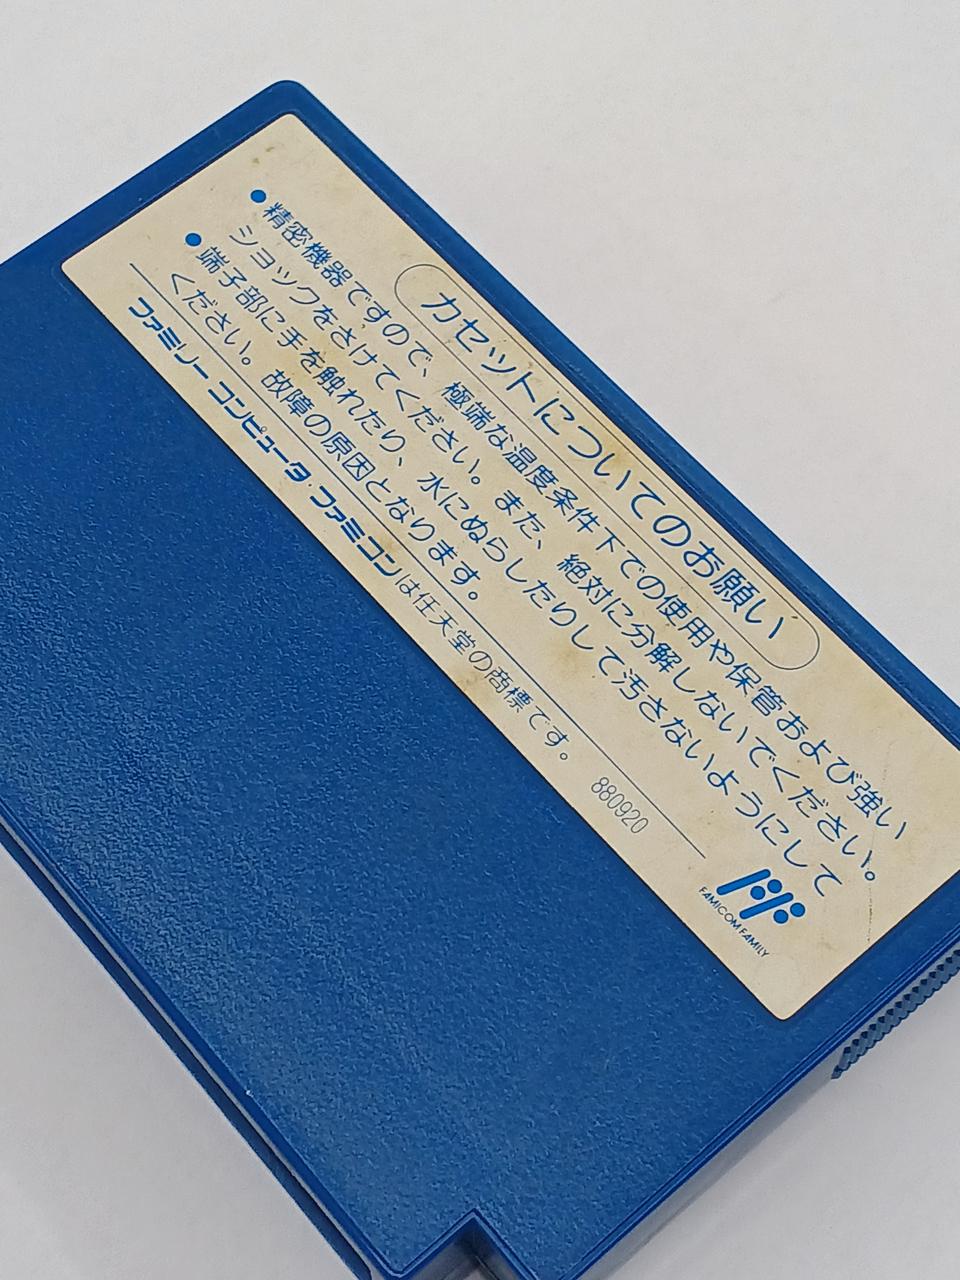 カセットについてのお願い
●精密機器ですので、極端な温度条件下での使用や保管および強い
ショックをさけてください。また、絶対に分解しないでください。
●端子部に手を触れたり、水にぬらしたりして汚さないようにして
ください。故障の原因となります。
ファミリーコンピュータ・ファミコンは任天堂の商標です。
880920
FAMICOM FAMILY